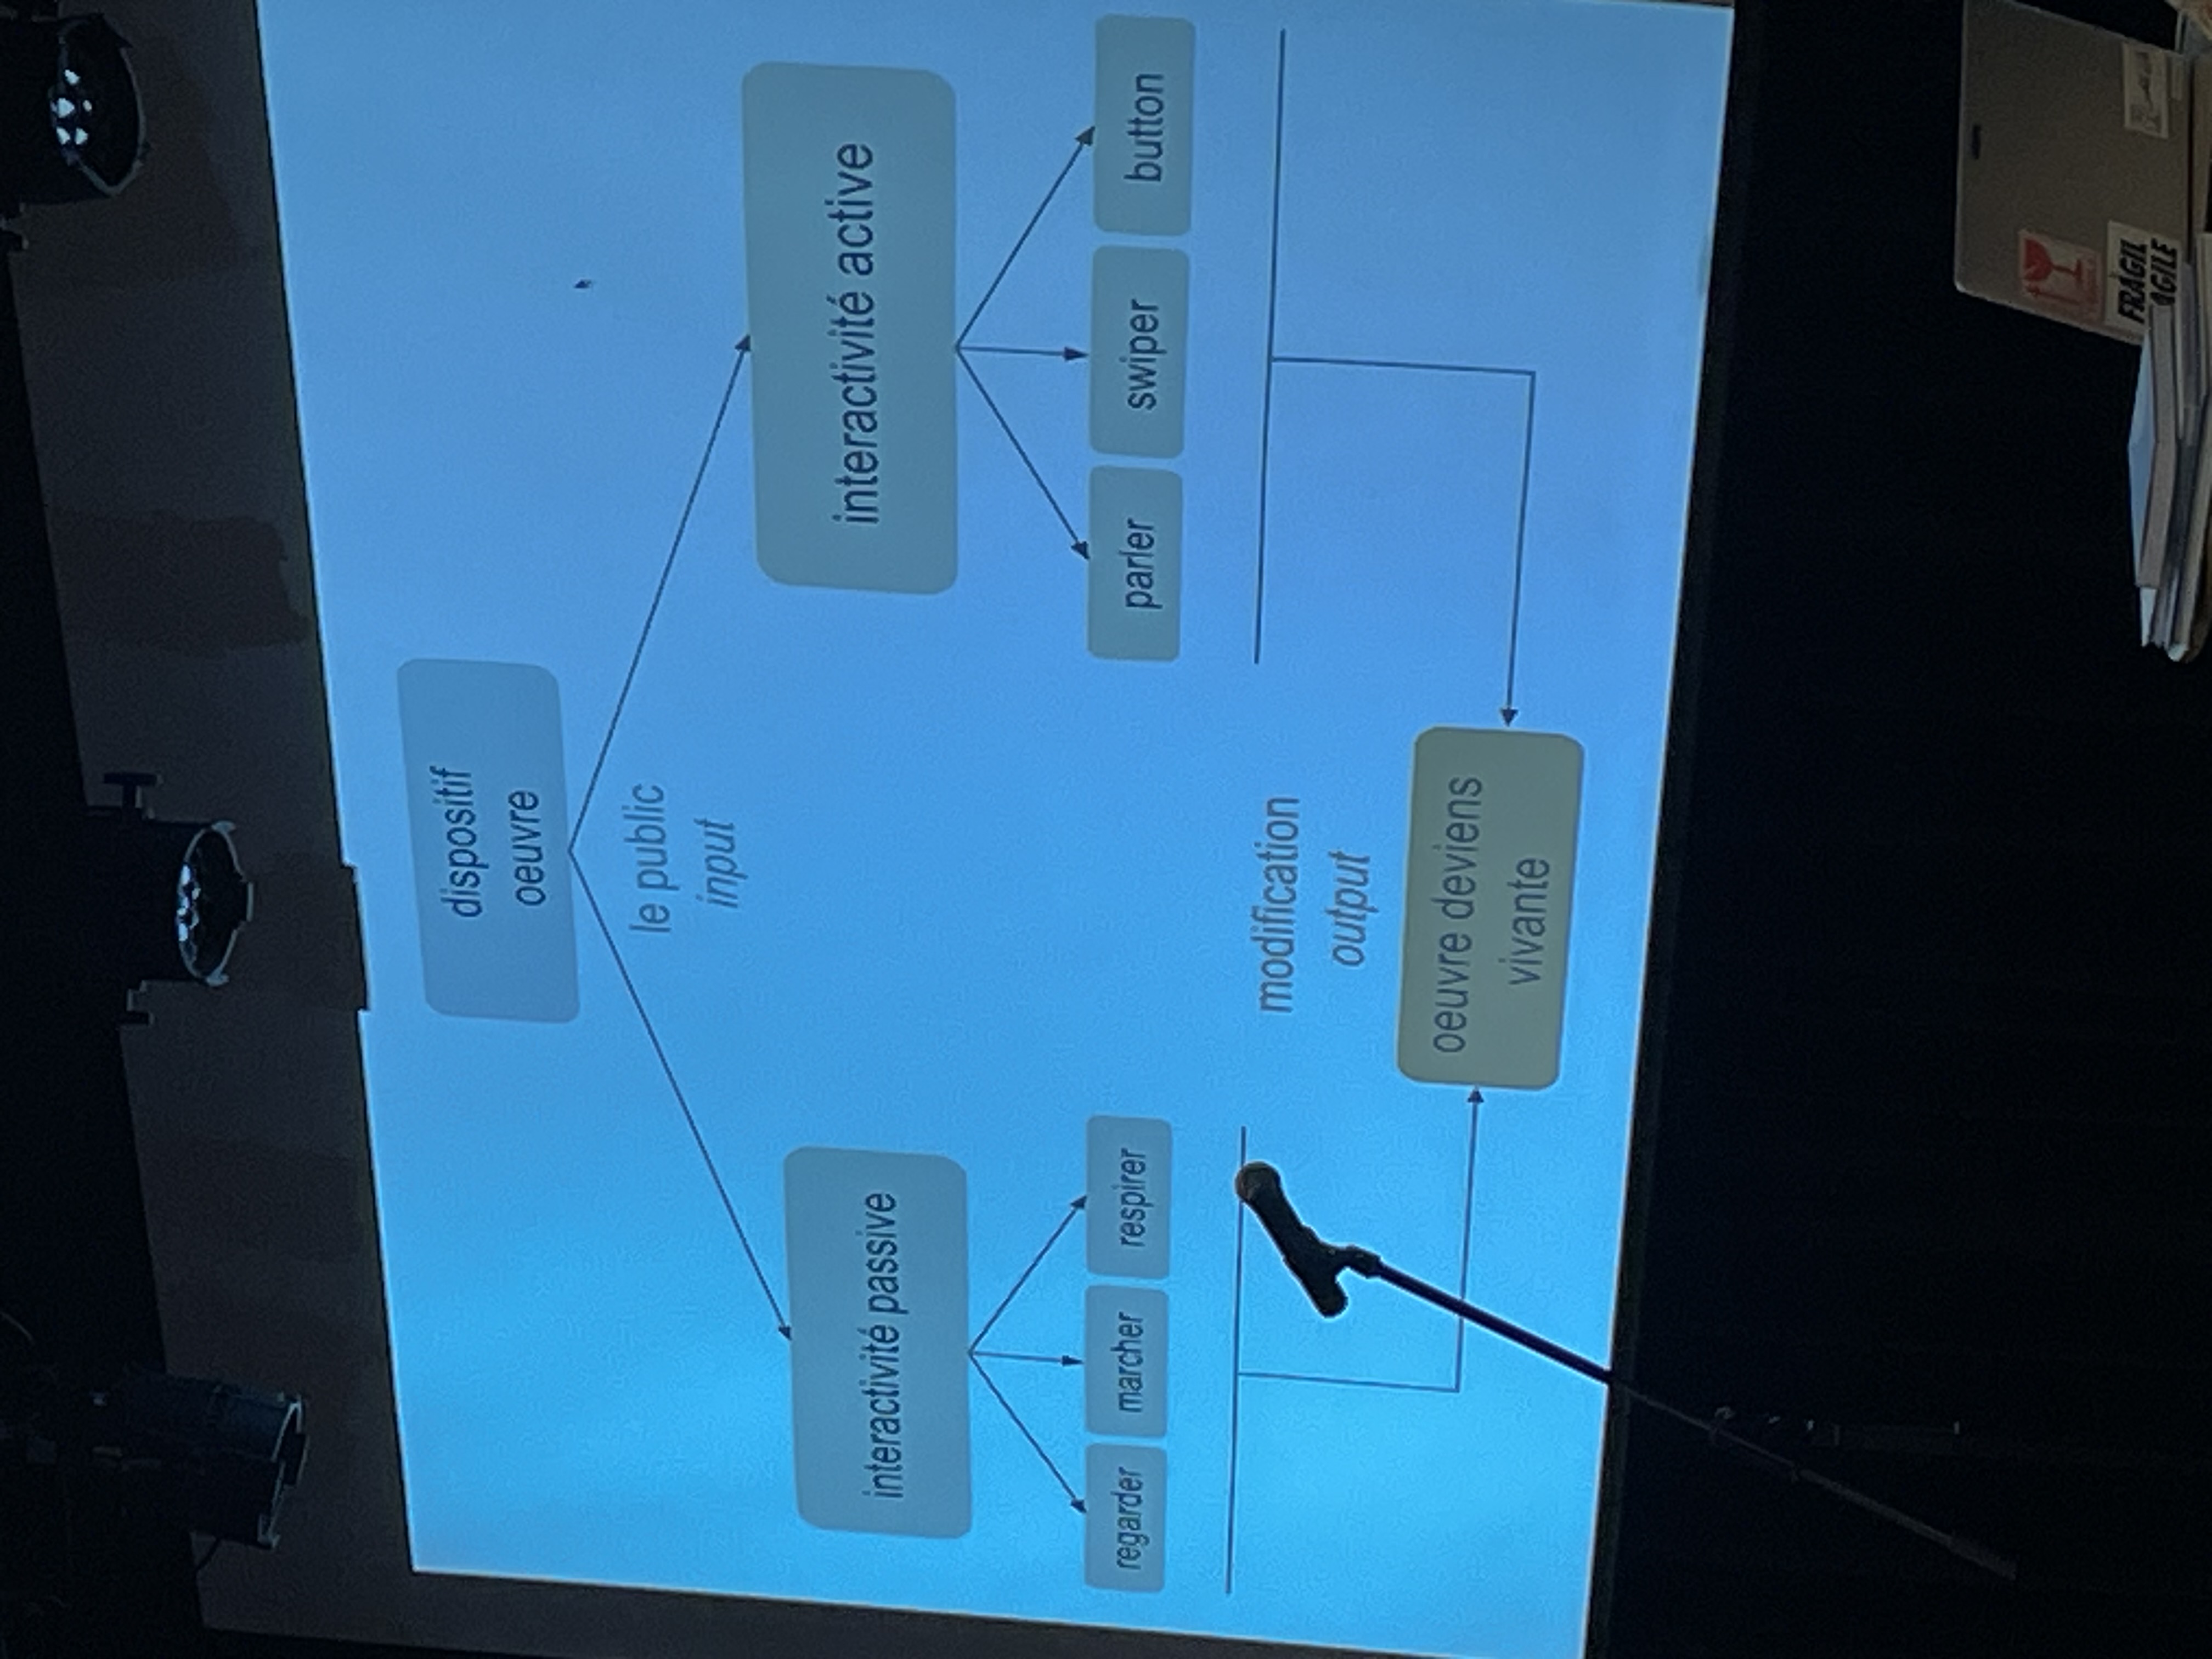 dispositif
oeuvre
le public
input
interactivité passive
interactivité active
regarder
marcher
respirer
parler
swiper
button
modification
output
oeuvre deviens
vivante
FRAGIL
AGILE